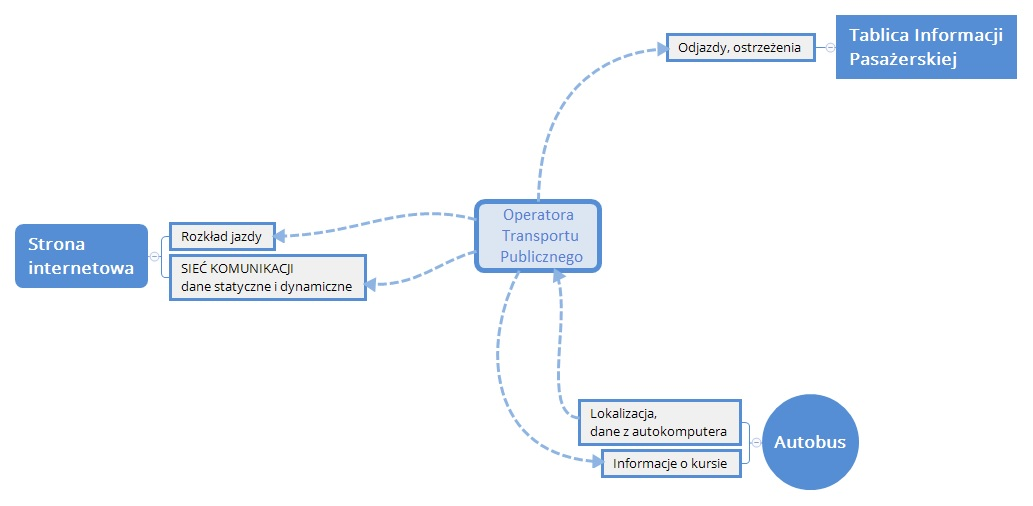 Odjazdy, ostrzeżenia
Tablica Informacji
Pasażerskiej
Operatora
Transportu
Publicznego
Strona
internetowa
Rozkład jazdy
SIEĆ KOMUNIKACJI
dane statyczne i dynamiczne
Lokalizacja,
dane z autokomputera
Informacje o kursie
Autobus